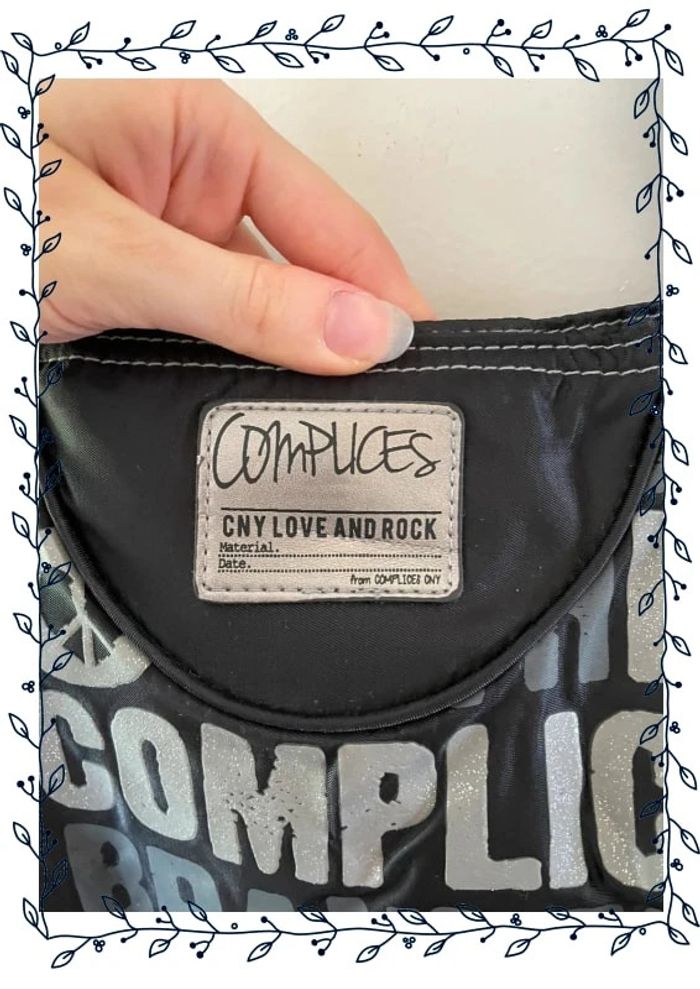 COMPLICES
CNY LOVE AND ROCK
Material.
Date.
from COMPLICES CNY
COMPLIC